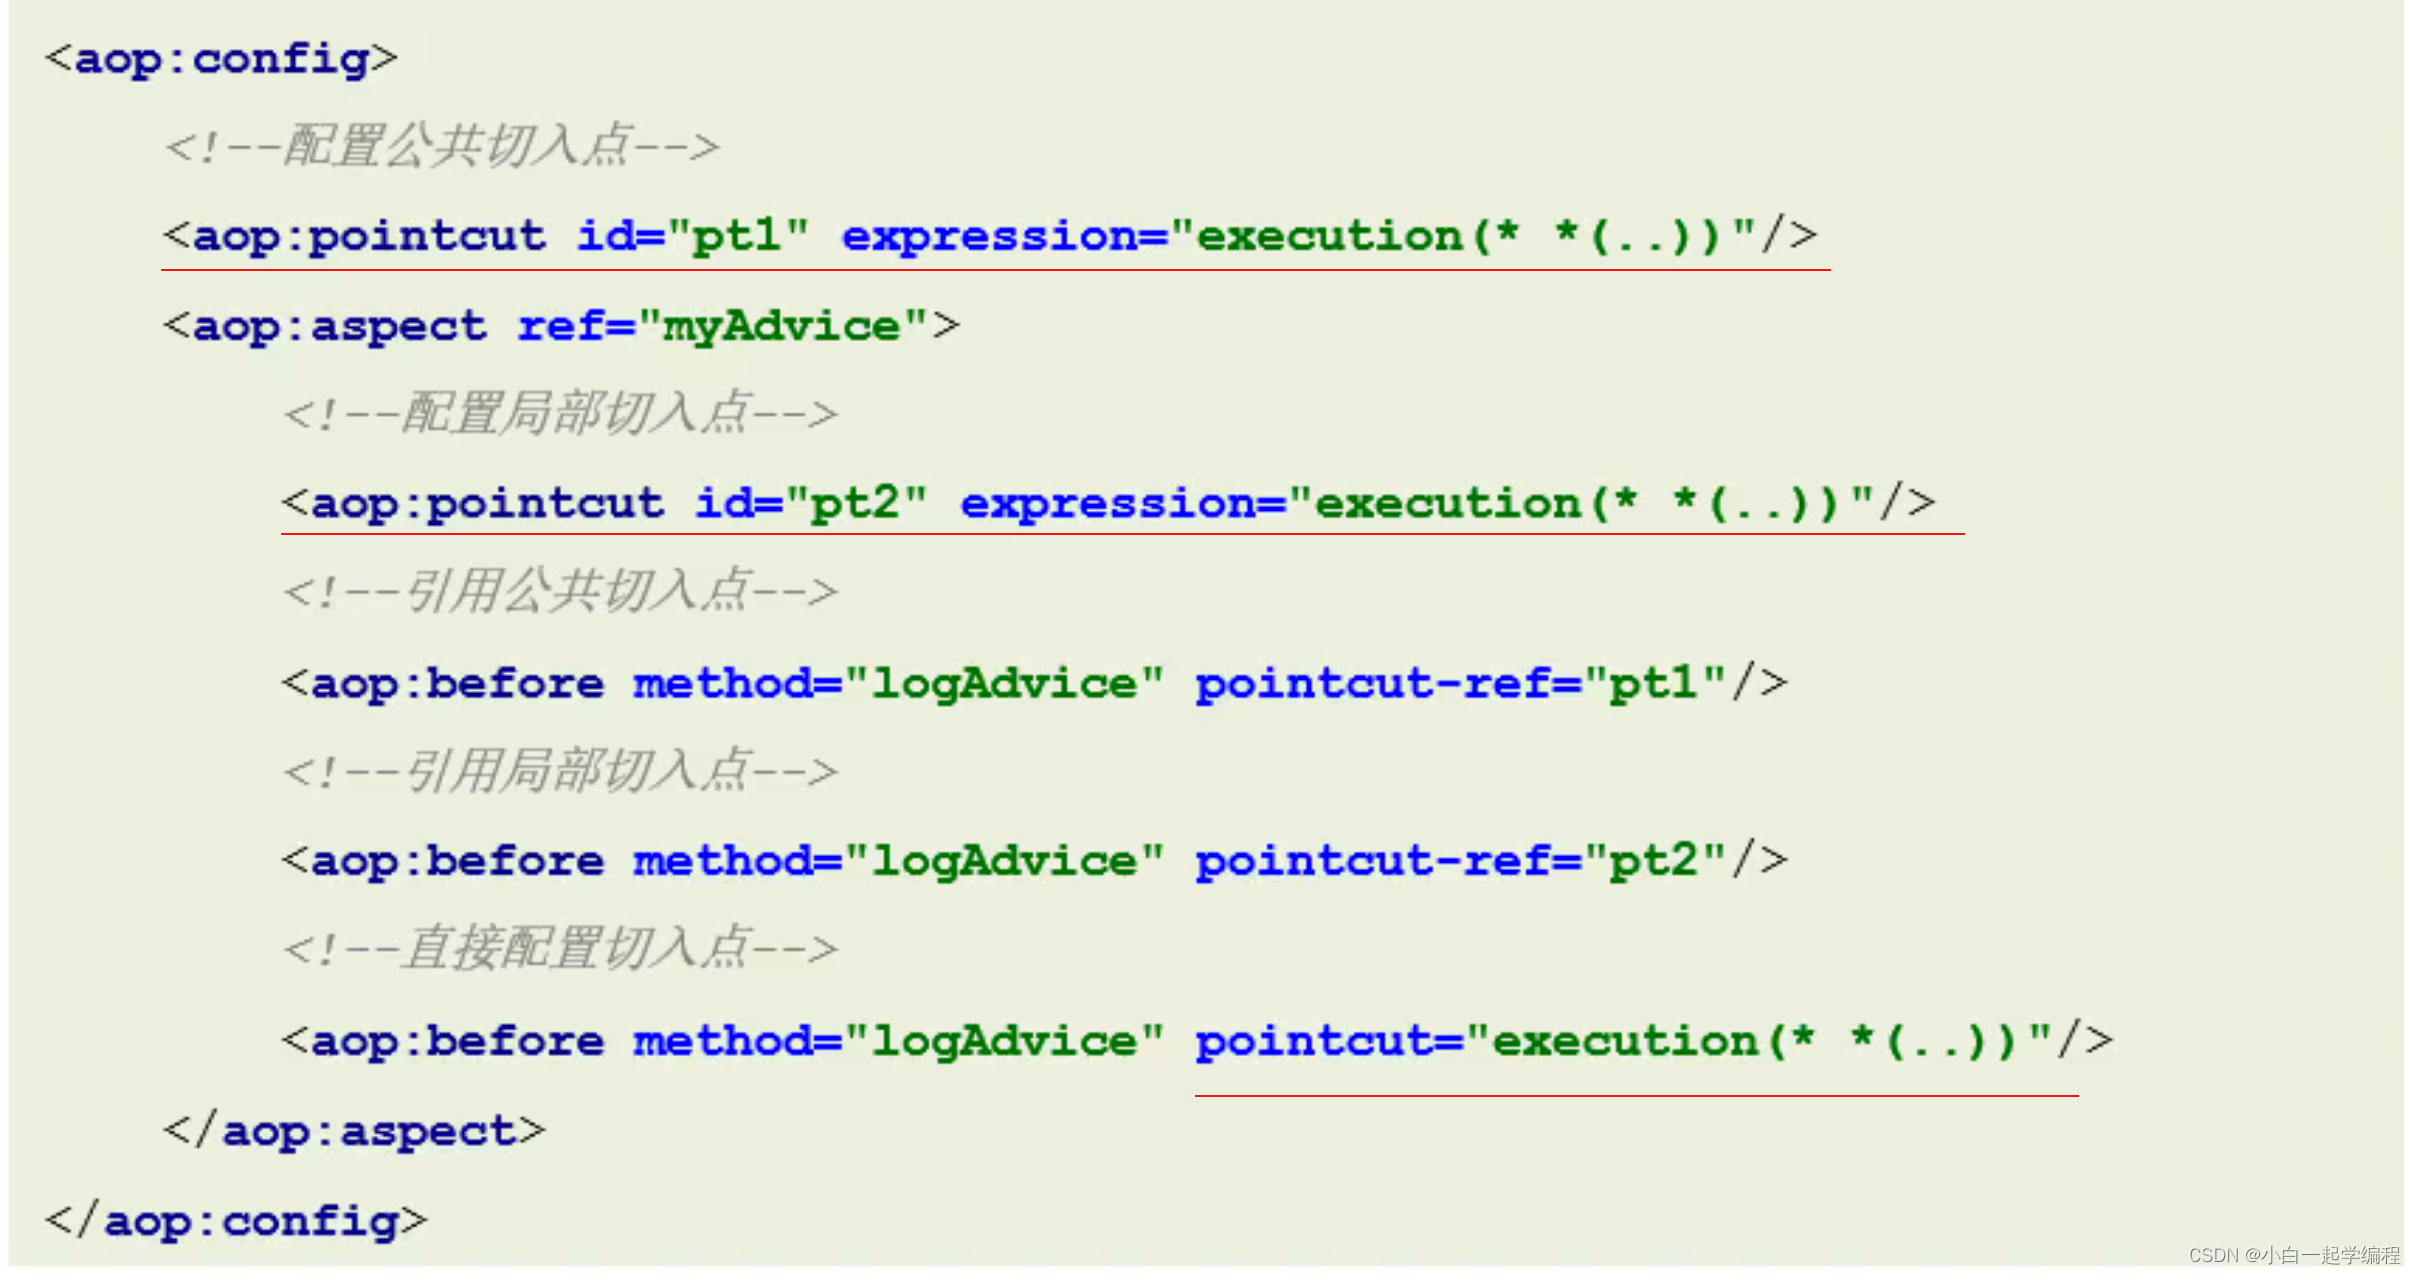 <aop:config>
<!--配置公共切入点-->
<aop:pointcut id="pt1" expression="execution(* *(..))"/>
<aop:aspect ref="myAdvice">
<!--配置局部切入点-->
<aop:pointcut id="pt2" expression="execution(* *(..))"/>
<!--引用公共切入点-->
<aop:before method="logAdvice" pointcut-ref="pt1"/>
<!--引用局部切入点-->
<aop:before method="logAdvice" pointcut-ref="pt2"/>
<!--直接配置切入点-->
<aop:before method="logAdvice" pointcut="execution(* *(..))"/>
</aop:aspect>
</aop:config>
CSDN @小白一起学编程